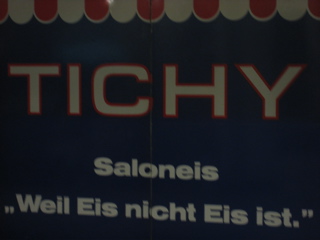 TICHY
Saloneis
„Weil Eis nicht Eis ist.”